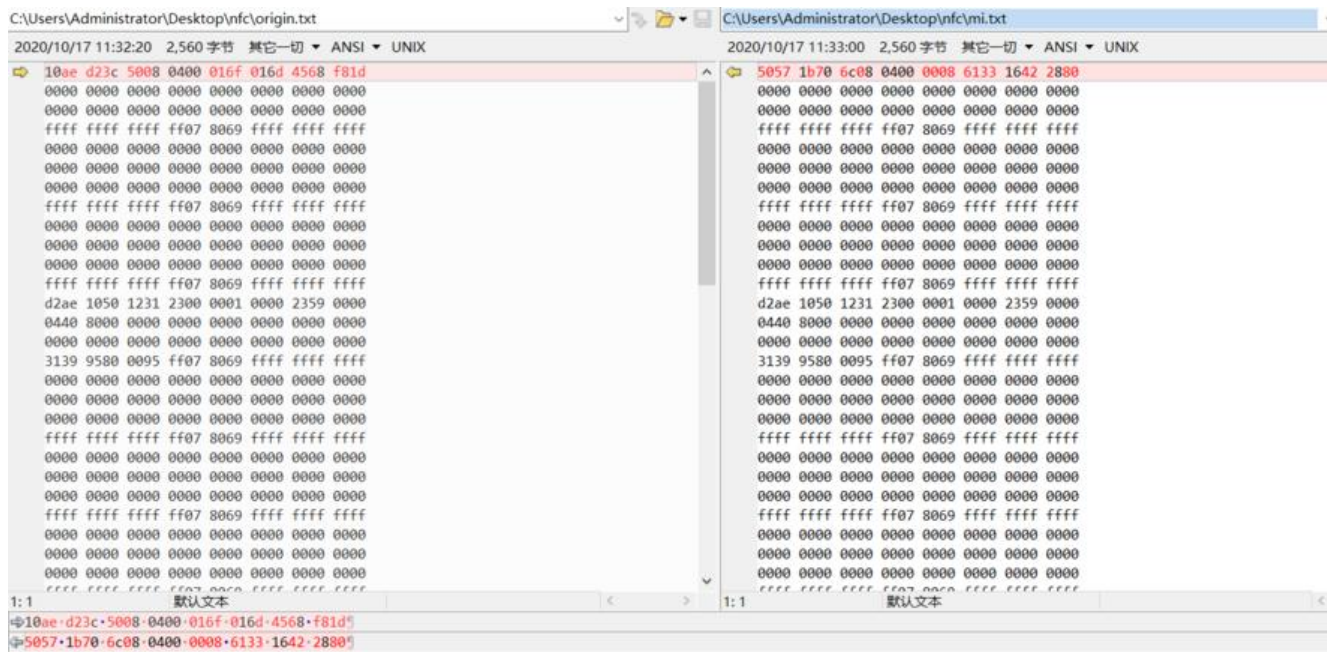 C:\Users\Administrator\Desktop\nfc\origin.txt
2020/10/17 11:32:20 2,560 字节 其它一切 ▼ ANSI ▼ UNIX
10ae d23c 5008 0400 016f 016d 4568 f81d
0000 0000 0000 0000 0000 0000 0000 0000
0000 0000 0000 0000 0000 0000 0000 0000
ffff ffff ffff ff07 8069 ffff ffff ffff
0000 0000 0000 0000 0000 0000 0000 0000
0000 0000 0000 0000 0000 0000 0000 0000
0000 0000 0000 0000 0000 0000 0000 0000
ffff ffff ffff ff07 8069 ffff ffff ffff
0000 0000 0000 0000 0000 0000 0000 0000
0000 0000 0000 0000 0000 0000 0000 0000
0000 0000 0000 0000 0000 0000 0000 0000
ffff ffff ffff ff07 8069 ffff ffff ffff
d2ae 1050 1231 2300 0001 0000 2359 0000
0440 8000 0000 0000 0000 0000 0000 0000
0000 0000 0000 0000 0000 0000 0000 0000
3139 9580 0095 ff07 8069 ffff ffff ffff
0000 0000 0000 0000 0000 0000 0000 0000
0000 0000 0000 0000 0000 0000 0000 0000
0000 0000 0000 0000 0000 0000 0000 0000
ffff ffff ffff ff07 8069 ffff ffff ffff
0000 0000 0000 0000 0000 0000 0000 0000
0000 0000 0000 0000 0000 0000 0000 0000
0000 0000 0000 0000 0000 0000 0000 0000
ffff ffff ffff ff07 8069 ffff ffff ffff
0000 0000 0000 0000 0000 0000 0000 0000
0000 0000 0000 0000 0000 0000 0000 0000
0000 0000 0000 0000 0000 0000 0000 0000
1: 1 默认文本
C:\Users\Administrator\Desktop\nfc\mi.txt
2020/10/17 11:33:00 2,560 字节 其它一切 ▼ ANSI ▼ UNIX
5057 1b70 6c08 0400 0008 6133 1642 2880
0000 0000 0000 0000 0000 0000 0000 0000
0000 0000 0000 0000 0000 0000 0000 0000
ffff ffff ffff ff07 8069 ffff ffff ffff
0000 0000 0000 0000 0000 0000 0000 0000
0000 0000 0000 0000 0000 0000 0000 0000
0000 0000 0000 0000 0000 0000 0000 0000
ffff ffff ffff ff07 8069 ffff ffff ffff
0000 0000 0000 0000 0000 0000 0000 0000
0000 0000 0000 0000 0000 0000 0000 0000
0000 0000 0000 0000 0000 0000 0000 0000
ffff ffff ffff ff07 8069 ffff ffff ffff
d2ae 1050 1231 2300 0001 0000 2359 0000
0440 8000 0000 0000 0000 0000 0000 0000
0000 0000 0000 0000 0000 0000 0000 0000
3139 9580 0095 ff07 8069 ffff ffff ffff
0000 0000 0000 0000 0000 0000 0000 0000
0000 0000 0000 0000 0000 0000 0000 0000
0000 0000 0000 0000 0000 0000 0000 0000
ffff ffff ffff ff07 8069 ffff ffff ffff
0000 0000 0000 0000 0000 0000 0000 0000
0000 0000 0000 0000 0000 0000 0000 0000
0000 0000 0000 0000 0000 0000 0000 0000
ffff ffff ffff ff07 8069 ffff ffff ffff
0000 0000 0000 0000 0000 0000 0000 0000
0000 0000 0000 0000 0000 0000 0000 0000
0000 0000 0000 0000 0000 0000 0000 0000
1: 1 默认文本
10ae·d23c·5008·0400·016f·016d·4568·f81d¶
5057·1b70·6c08·0400·0008·6133·1642·2880¶